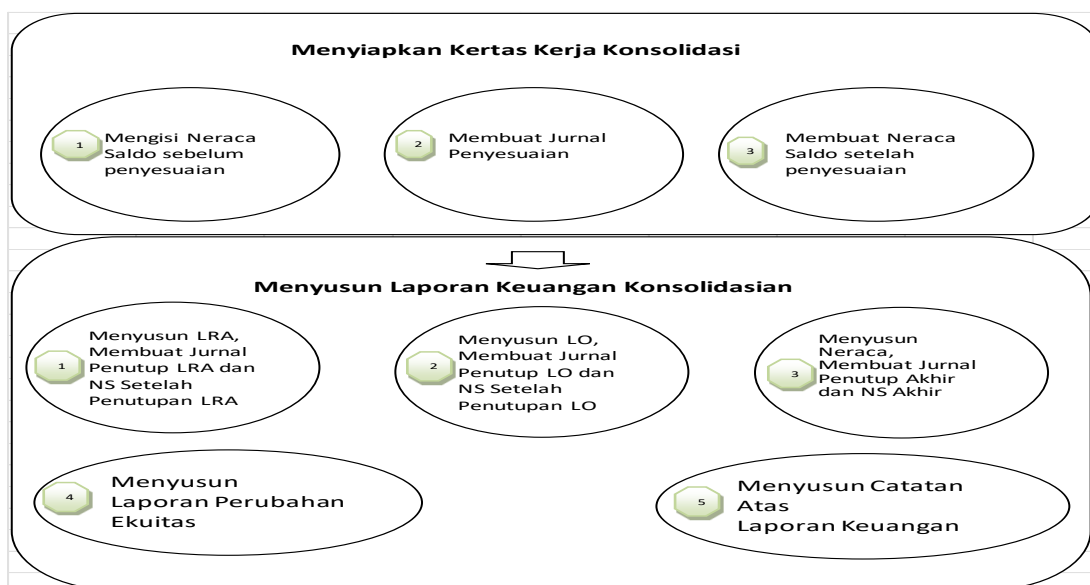 Menyiapkan Kertas Kerja Konsolidasi
1
Mengisi Neraca
Saldo sebelum
penyesuaian
2
Membuat Jurnal
Penyesuaian
3
Membuat Neraca
Saldo setelah
penyesuaian
Menyusun Laporan Keuangan Konsolidasian
1
Menyusun LRA,
Membuat Jurnal
Penutup LRA dan
NS Setelah
Penutupan LRA
2
Menyusun LO,
Membuat Jurnal
Penutup LO dan
NS Setelah
Penutupan LO
3
Menyusun
Neraca,
Membuat Jurnal
Penutup Akhir
dan NS Akhir
4
Menyusun
Laporan Perubahan
Ekuitas
5
Menyusun Catatan
Atas
Laporan Keuangan